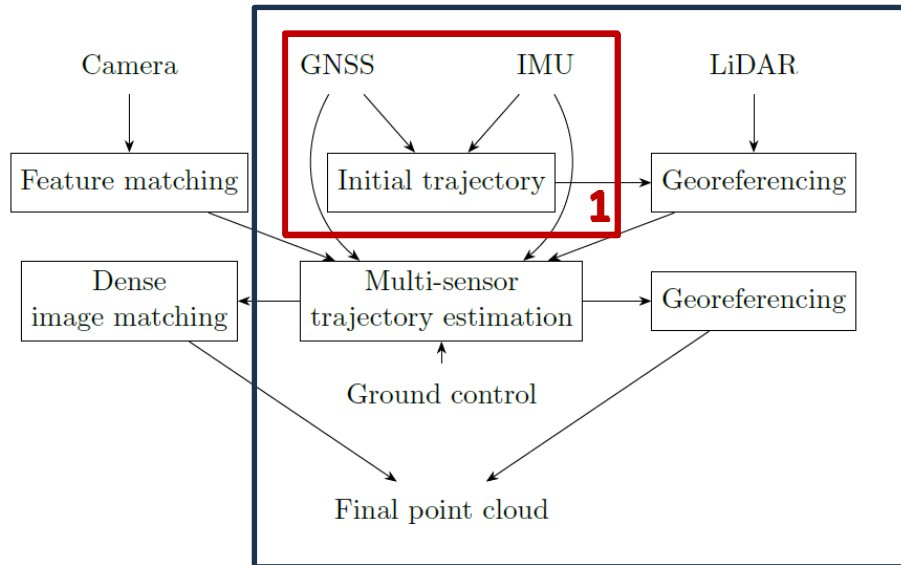 Camera
GNSS
IMU
LiDAR
Feature matching
Initial trajectory
Georeferencing
1
Dense
image matching
Multi-sensor
trajectory estimation
Georeferencing
Ground control
Final point cloud